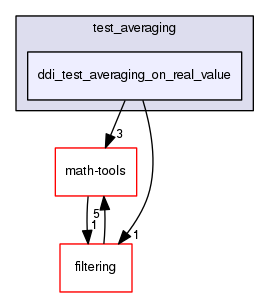 test_averaging
ddi_test_averaging_on_real_value
3
math-tools
5
1
1
filtering